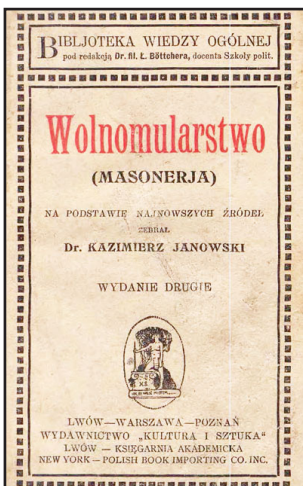 BIBLJOTEKA WIEDZY OGÓLNEJ
pod redakcją Dr. fil. Ł. Böttchera, docenta Szkoły polit.
Wolnomularstwo
(MASONERJA)
NA PODSTAWIE NAJNOWSZYCH ŹRÓDEŁ
ZEBRAŁ
Dr. KAZIMIERZ JANOWSKI
WYDANIE DRUGIE
LWÓW—WARSZAWA—POZNAŃ
WYDAWNICTWO „KULTURA I SZTUKA“
LWÓW — KSIĘGARNIA AKADEMICKA
NEW YORK — POLISH BOOK IMPORTING CO. INC.